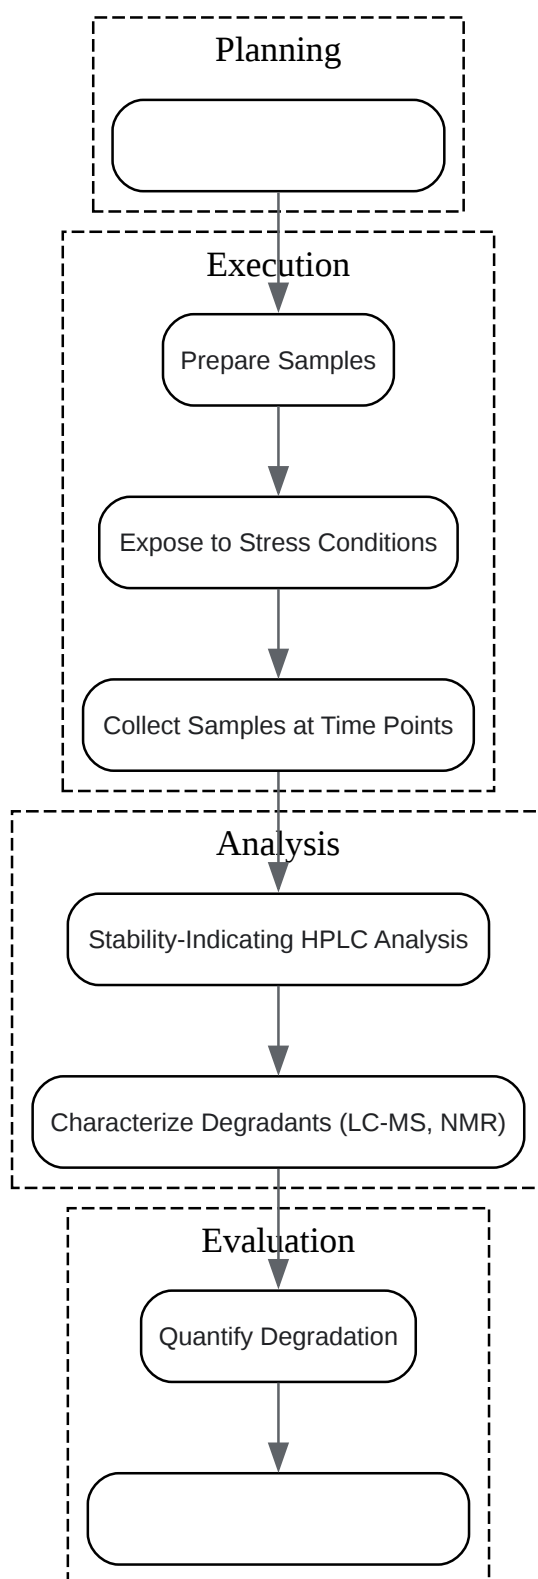 Planning
Execution
Prepare Samples
Expose to Stress Conditions
Collect Samples at Time Points
Analysis
Stability-Indicating HPLC Analysis
Characterize Degradants (LC-MS, NMR)
Evaluation
Quantify Degradation